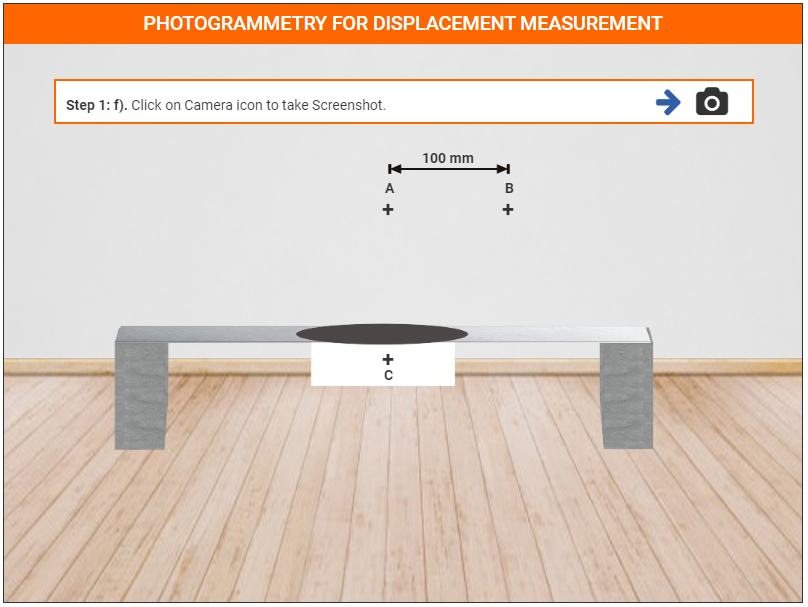 PHOTOGRAMMETRY FOR DISPLACEMENT MEASUREMENT
Step 1: f). Click on Camera icon to take Screenshot.
100 mm
A B
C